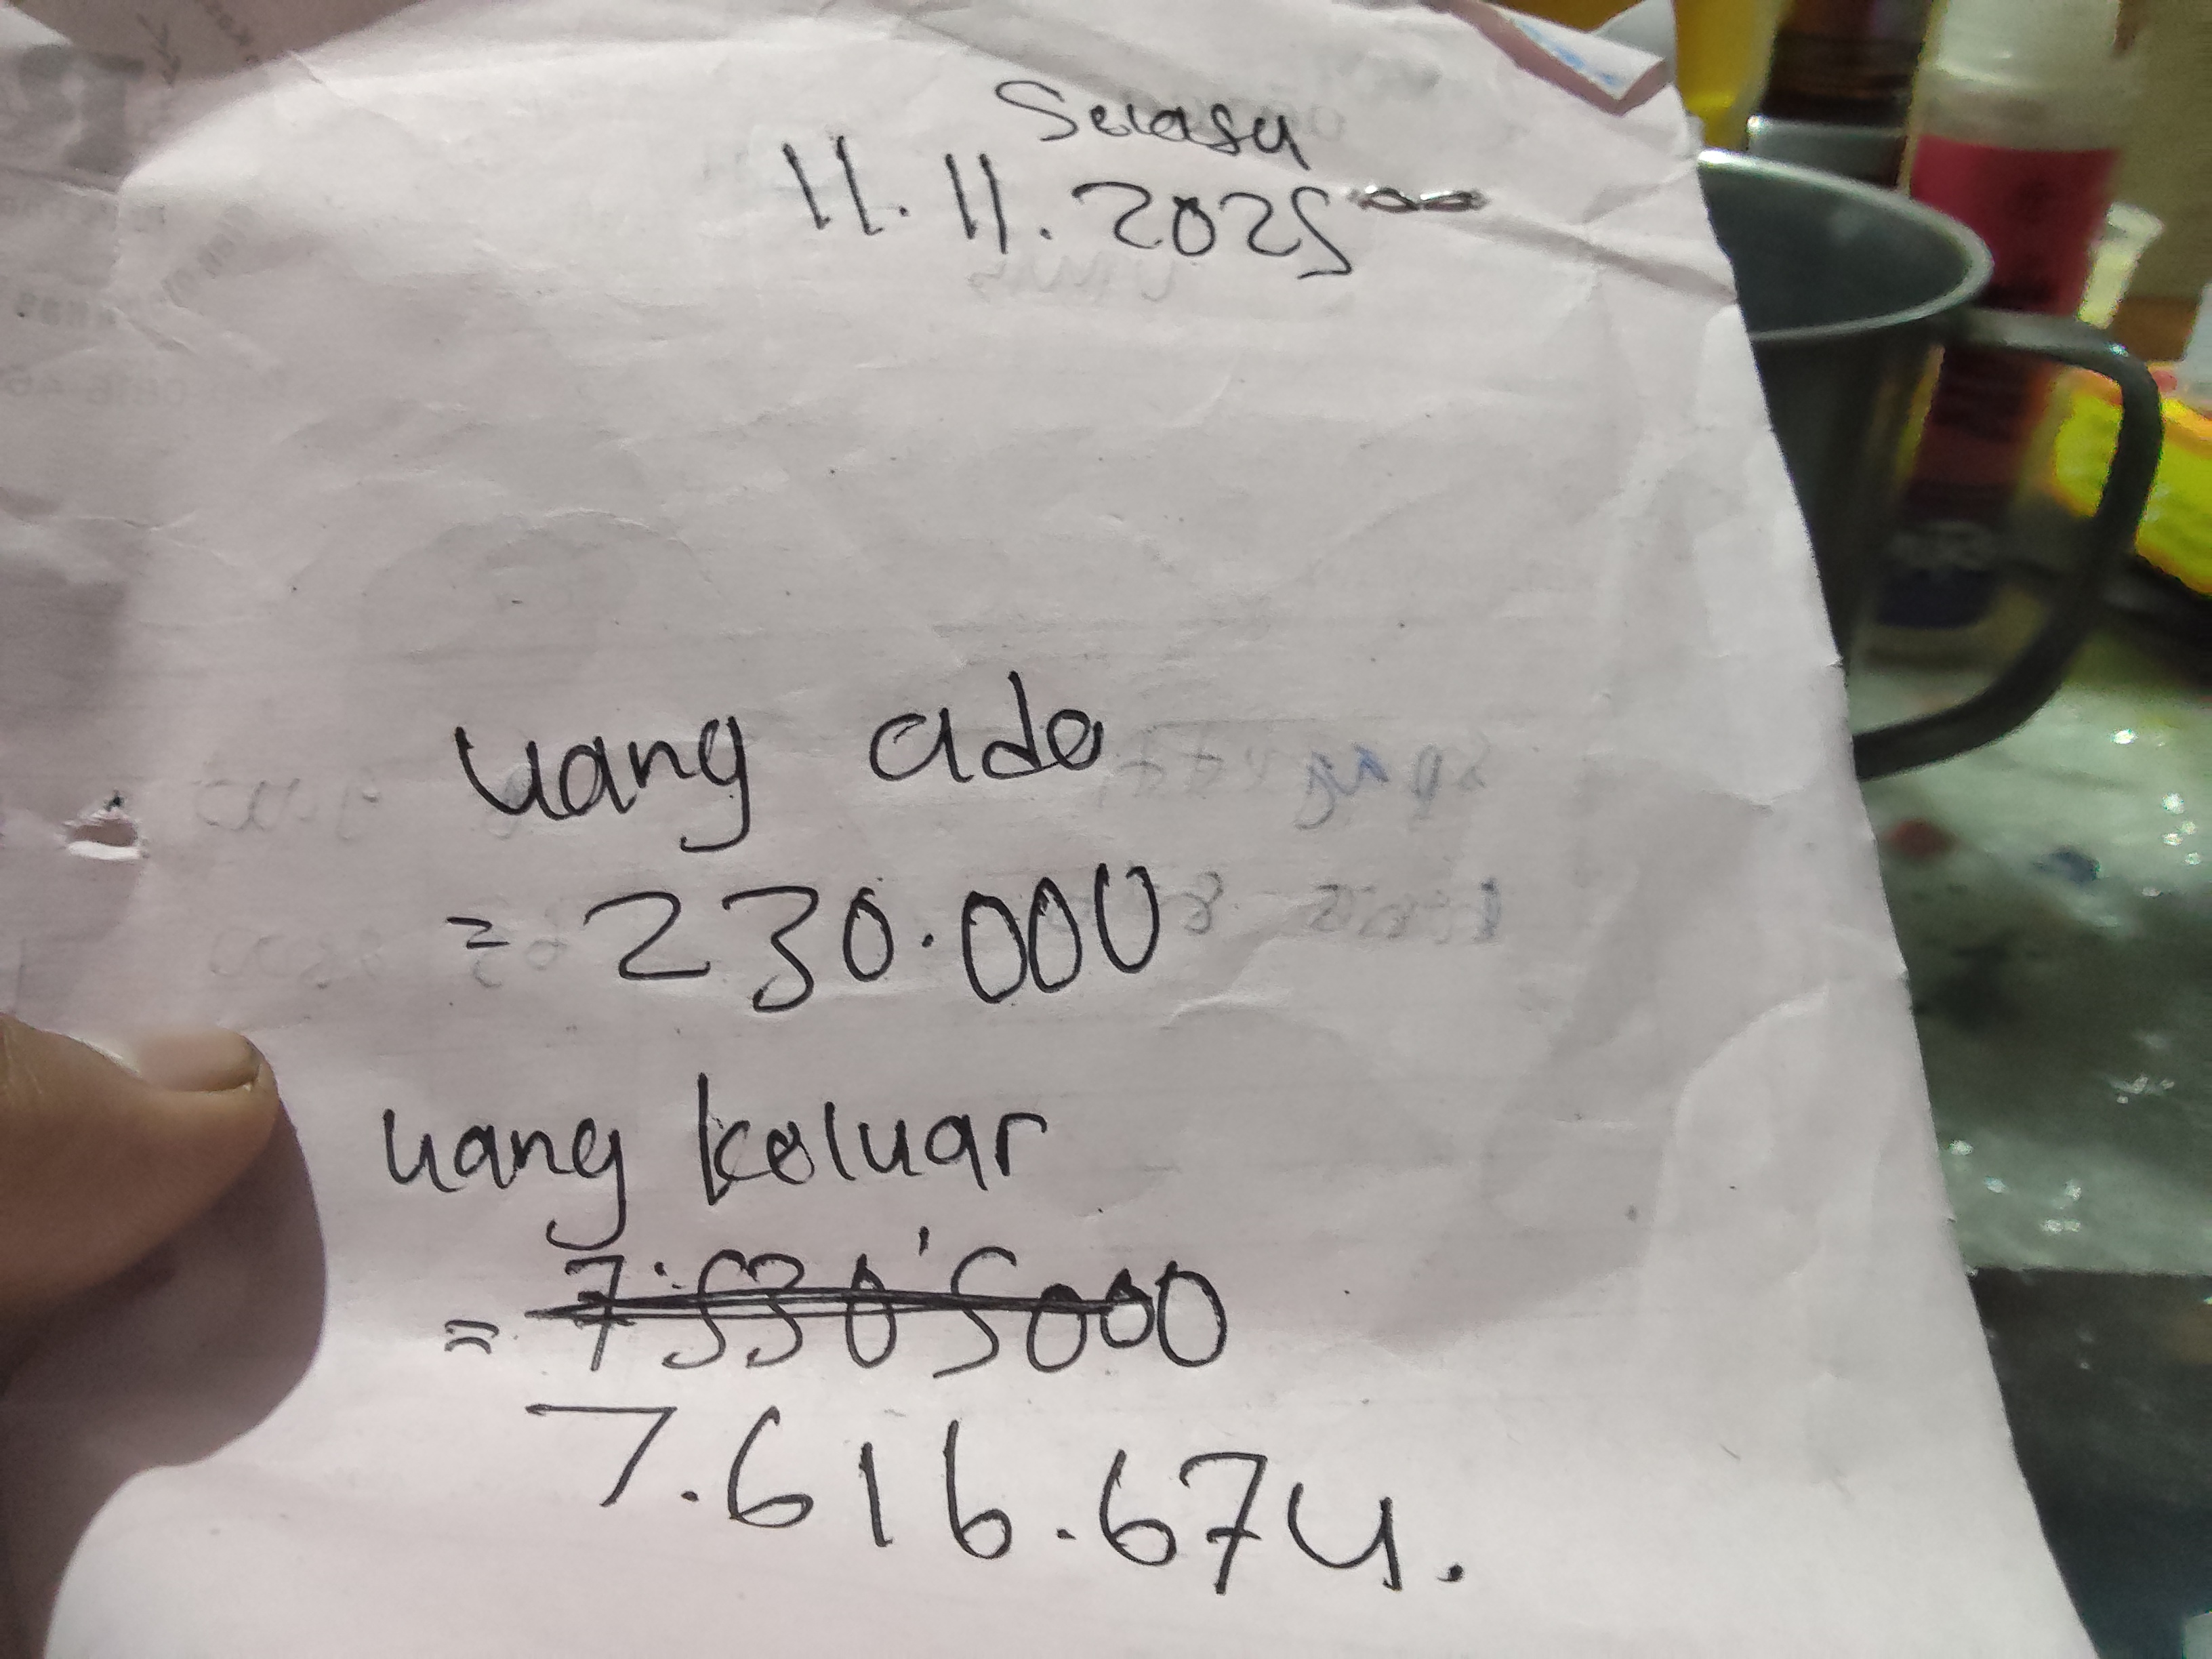 Selasa
11.11.2025
uang ada
= 230.000
uang keluar
= 7.530'5000
7.616.674.